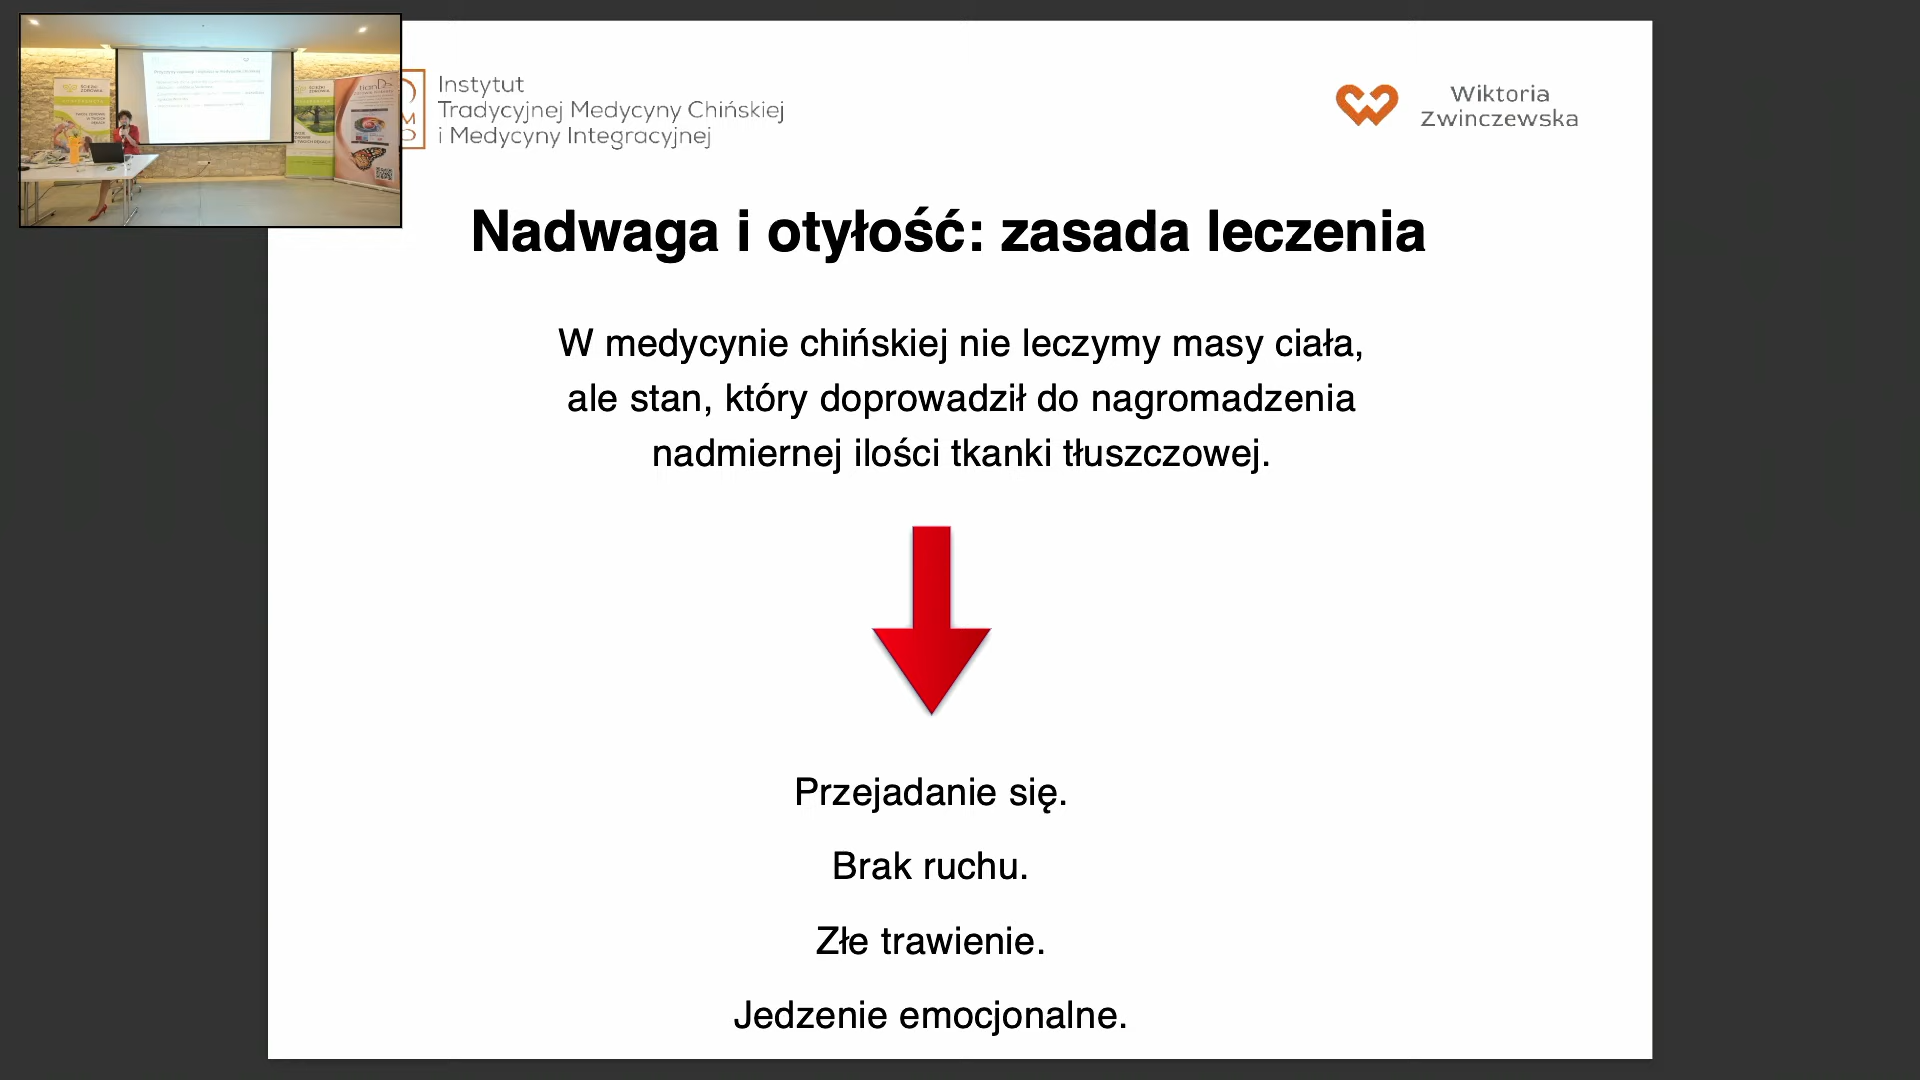 Instytut
Tradycyjnej Medycyny Chińskiej
i Medycyny Integracyjnej
Wiktoria
Zwinczewska
Nadwaga i otyłość: zasada leczenia
W medycynie chińskiej nie leczymy masy ciała,
ale stan, który doprowadził do nagromadzenia
nadmiernej ilości tkanki tłuszczowej.
Przejadanie się.
Brak ruchu.
Złe trawienie.
Jedzenie emocjonalne.